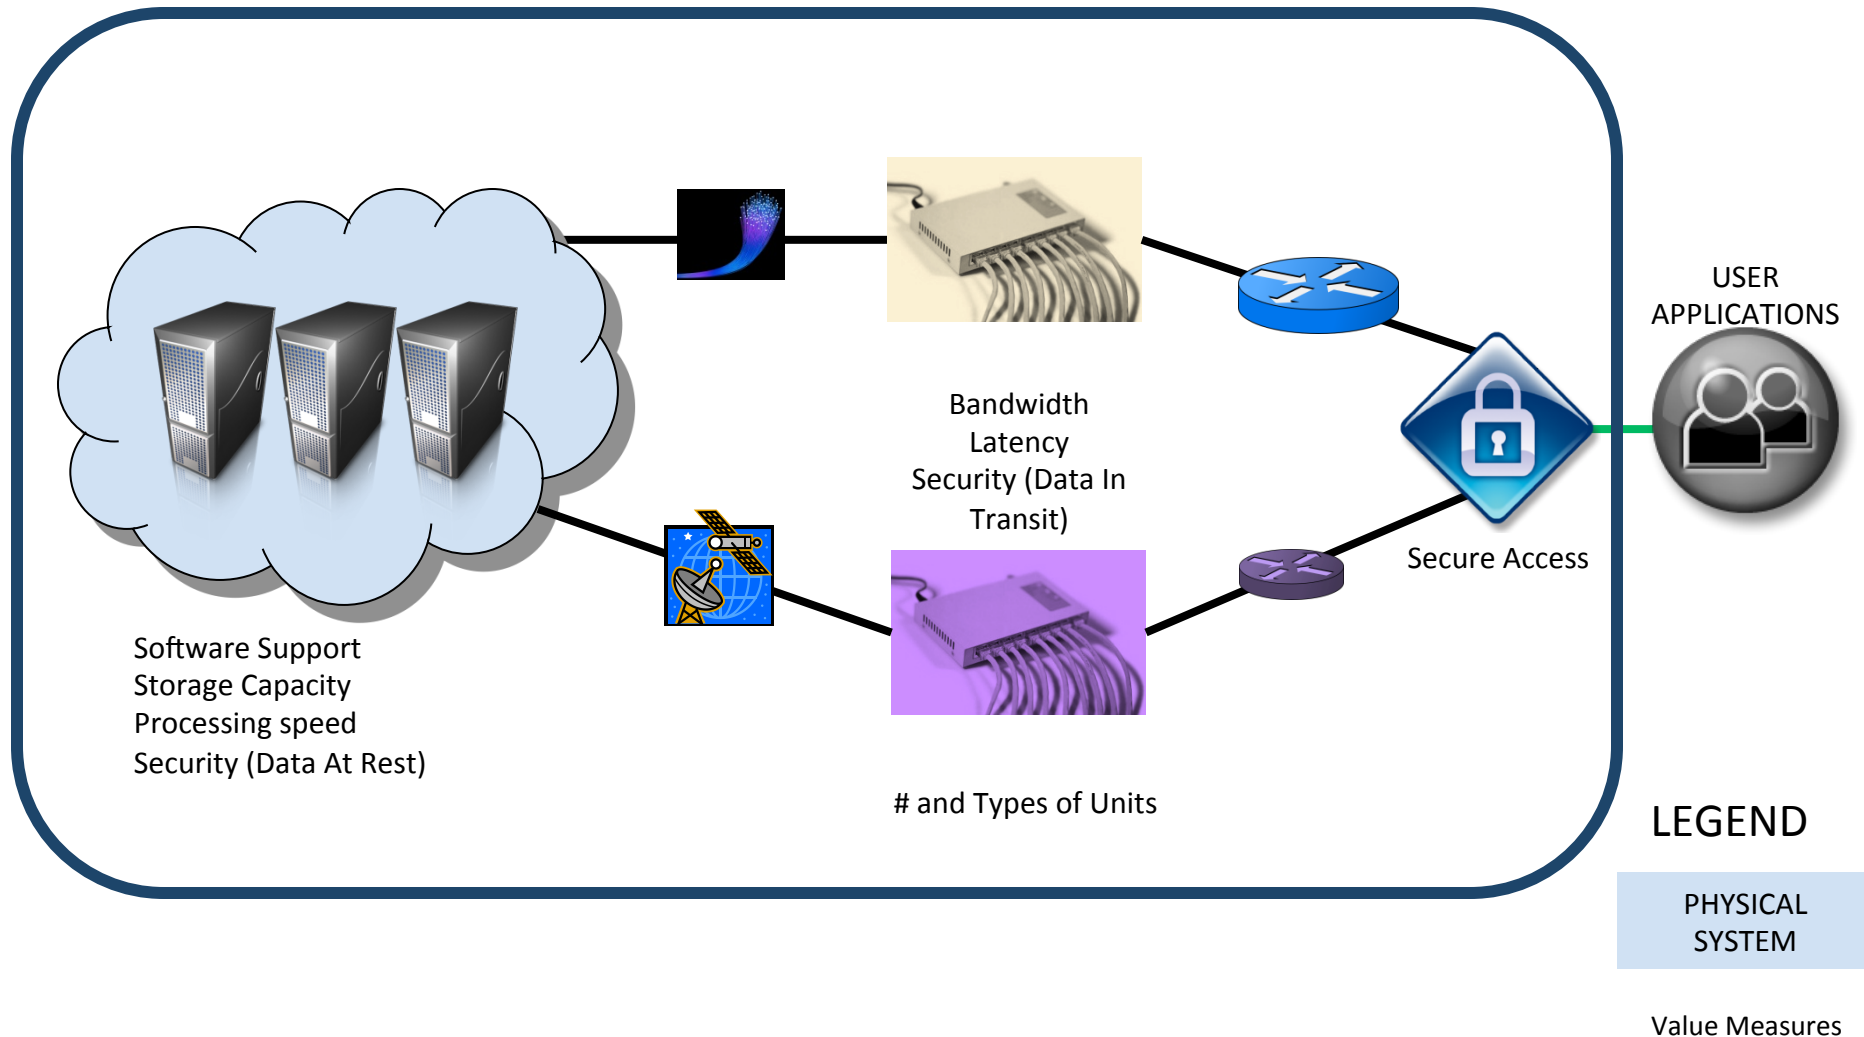 USER
APPLICATIONS
Bandwidth
Latency
Security (Data In
Transit)
Secure Access
Software Support
Storage Capacity
Processing speed
Security (Data At Rest)
# and Types of Units
LEGEND
PHYSICAL
SYSTEM
Value Measures